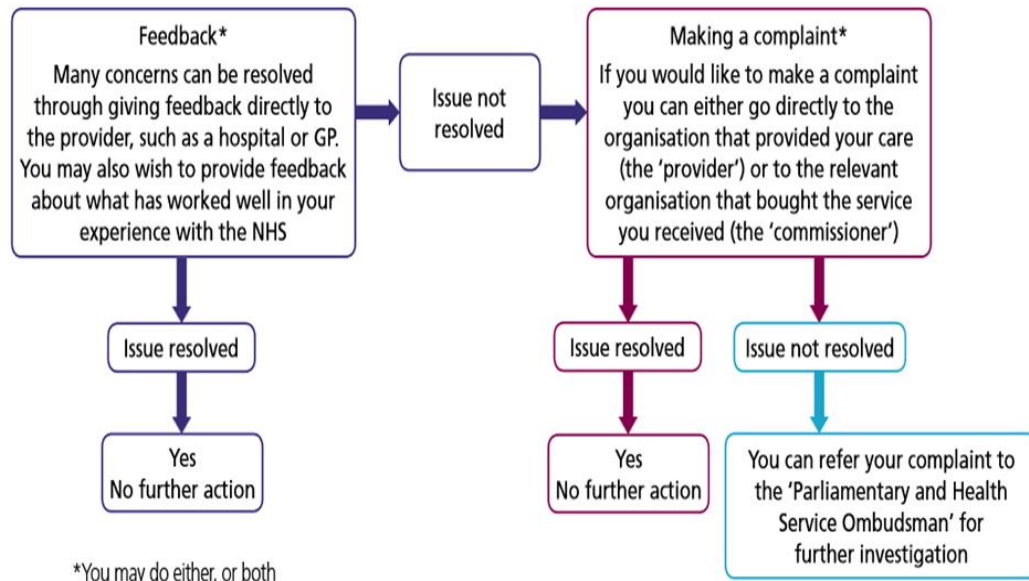 Feedback*
Many concerns can be resolved
through giving feedback directly to
the provider, such as a hospital or GP.
You may also wish to provide feedback
about what has worked well in your
experience with the NHS
Issue not
resolved
Making a complaint*
If you would like to make a complaint
you can either go directly to the
organisation that provided your care
(the ‘provider’) or to the relevant
organisation that bought the service
you received (the ‘commissioner’)
Issue resolved
Yes
No further action
Issue resolved
Yes
No further action
Issue not resolved
You can refer your complaint to
the ‘Parliamentary and Health
Service Ombudsman’ for
further investigation
*You may do either, or both